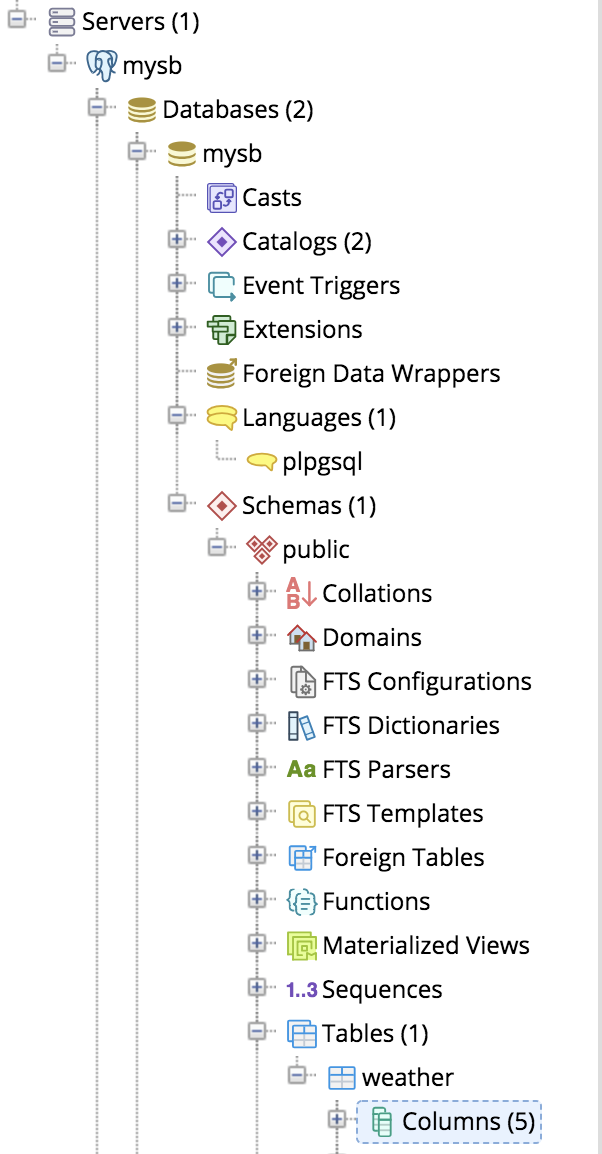 Servers (1)
mysb
Databases (2)
mysb
Casts
Catalogs (2)
Event Triggers
Extensions
Foreign Data Wrappers
Languages (1)
plpgsql
Schemas (1)
public
A B Collations
Domains
FTS Configurations
FTS Dictionaries
Aa FTS Parsers
FTS Templates
Foreign Tables
Functions
Materialized Views
1..3 Sequences
Tables (1)
weather
Columns (5)